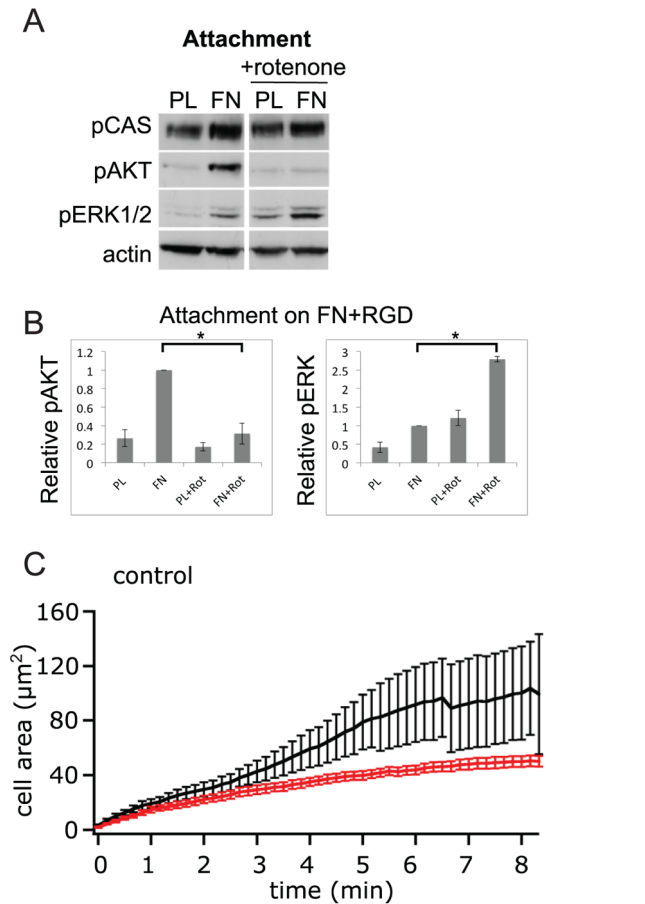 A
Attachment
+rotenone
PL FN PL FN
pCAS
pAKT
pERK1/2
actin
B
Attachment on FN+RGD
Relative pAKT
1.2
1
0.8
0.6
0.4
0.2
0
*
PL FN PL+Rot FN+Rot
Relative pERK
3
2.5
2
1.5
1
0.5
0
*
PL FN PL+Rot FN+Rot
C
control
cell area (μm²)
160
120
80
40
0
0 1 2 3 4 5 6 7 8
time (min)